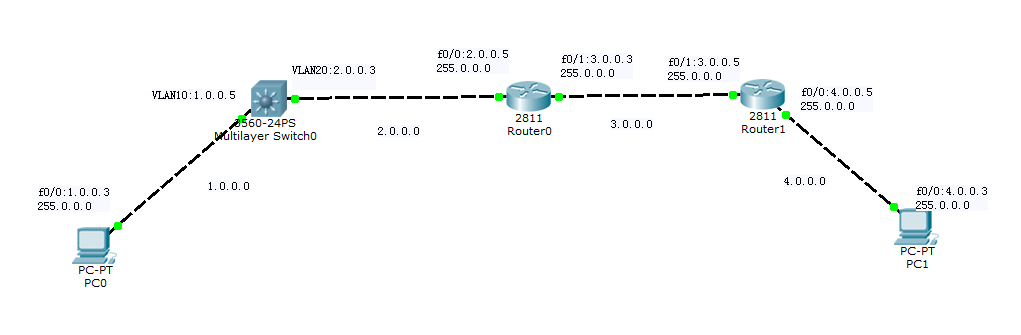 f0/0:2.0.0.5
255.0.0.0
f0/1:3.0.0.3
255.0.0.0
f0/1:3.0.0.5
255.0.0.0
VLAN20:2.0.0.3
VLAN10:1.0.0.5
f0/0:4.0.0.5
255.0.0.0
3560-24PS
Multilayer Switch0
2811
Router0
2811
Router1
2.0.0.0
3.0.0.0
1.0.0.0
4.0.0.0
f0/0:1.0.0.3
255.0.0.0
f0/0:4.0.0.3
255.0.0.0
PC-PT
PC0
PC-PT
PC1